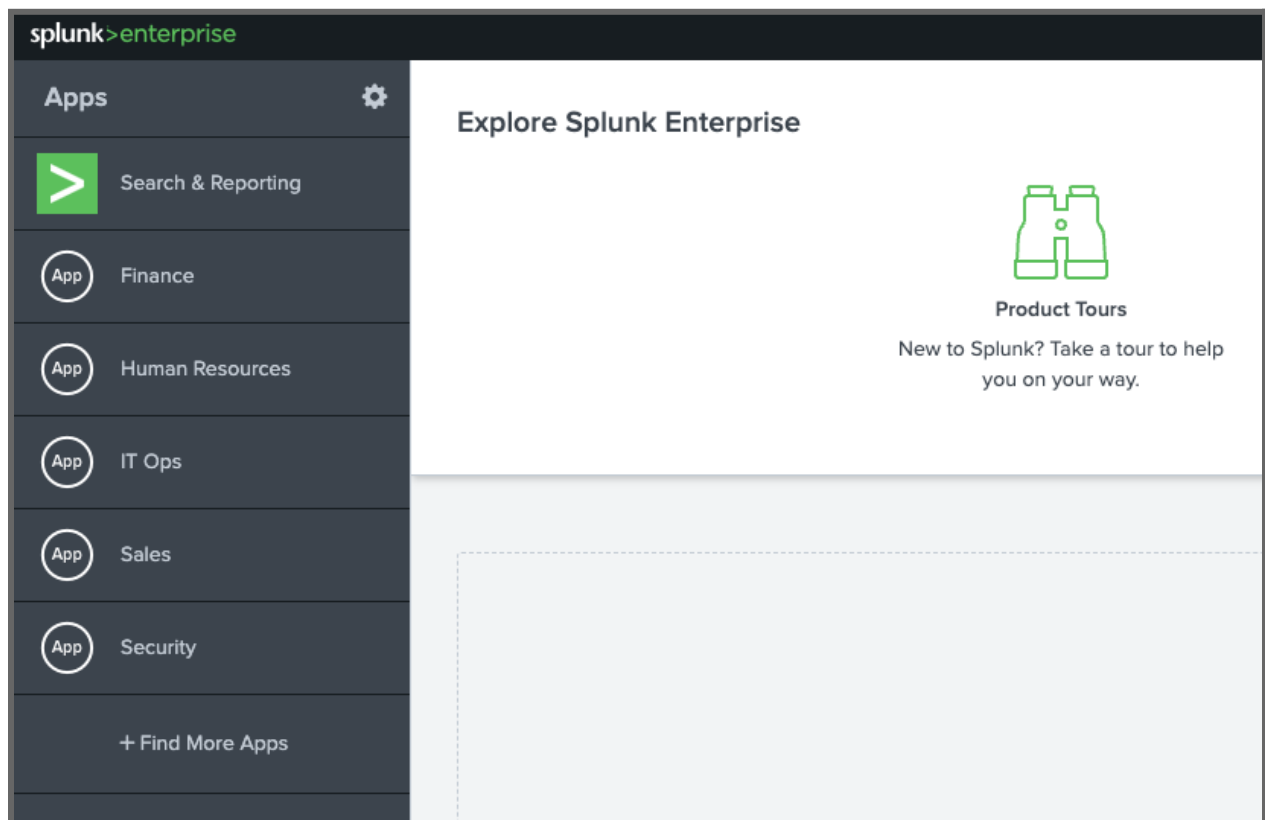 splunk>enterprise
Apps
Search & Reporting
App Finance
App Human Resources
App IT Ops
App Sales
App Security
+ Find More Apps
Explore Splunk Enterprise
Product Tours
New to Splunk? Take a tour to help
you on your way.